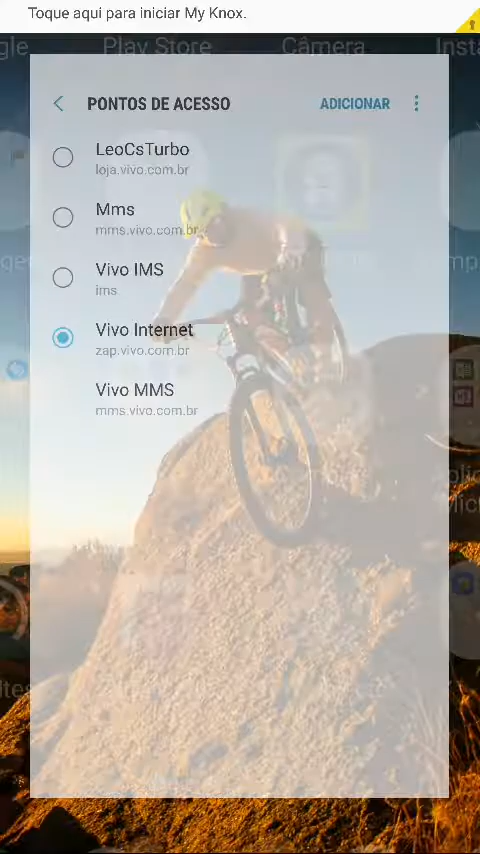 Toque aqui para iniciar My Knox.
gle
Play Store
Câmera
Insta
PONTOS DE ACESSO
ADICIONAR
LeoCsTurbo
loja.vivo.com.br
Mms
mms.vivo.com.br
Vivo IMS
ims
Vivo Internet
zap.vivo.com.br
Vivo MMS
mms.vivo.com.br